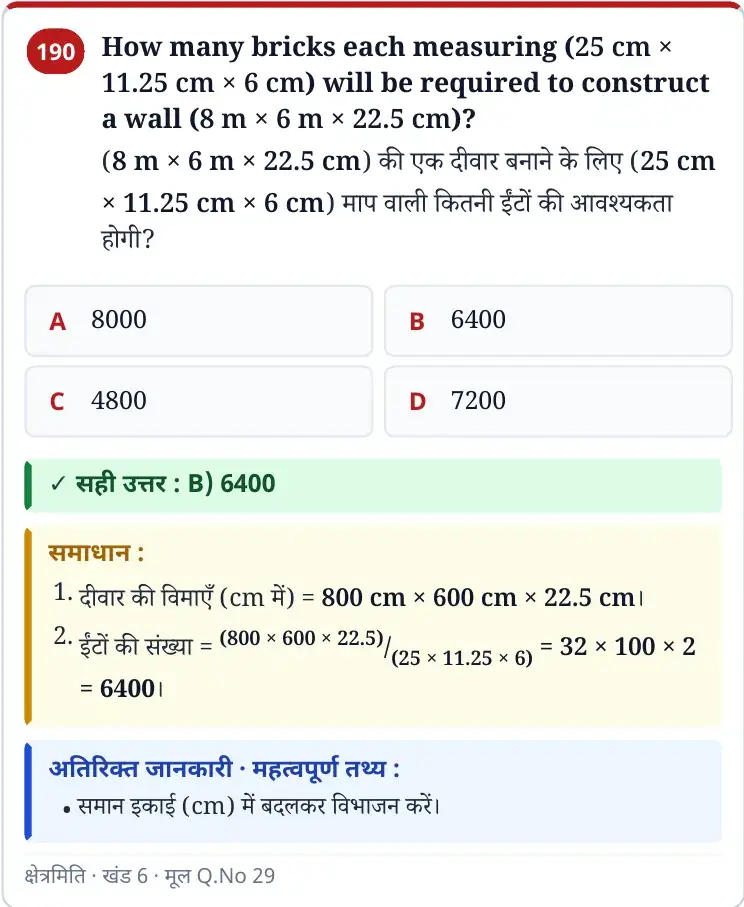 190
How many bricks each measuring (25 cm ×
11.25 cm × 6 cm) will be required to construct
a wall (8 m × 6 m × 22.5 cm)?
(8 m × 6 m × 22.5 cm) की एक दीवार बनाने के लिए (25 cm
× 11.25 cm × 6 cm) माप वाली कितनी ईंटों की आवश्यकता
होगी?
A 8000
B 6400
C 4800
D 7200
✓ सही उत्तर : B) 6400
समाधान :
1. दीवार की विमाएँ (cm में) = 800 cm × 600 cm × 22.5 cm।
2. ईंटों की संख्या = (800 × 600 × 22.5)/(25 × 11.25 × 6) = 32 × 100 × 2
= 6400।
अतिरिक्त जानकारी · महत्वपूर्ण तथ्य :
• समान इकाई (cm) में बदलकर विभाजन करें।
क्षेत्रमिति · खंड 6 · मूल Q.No 29